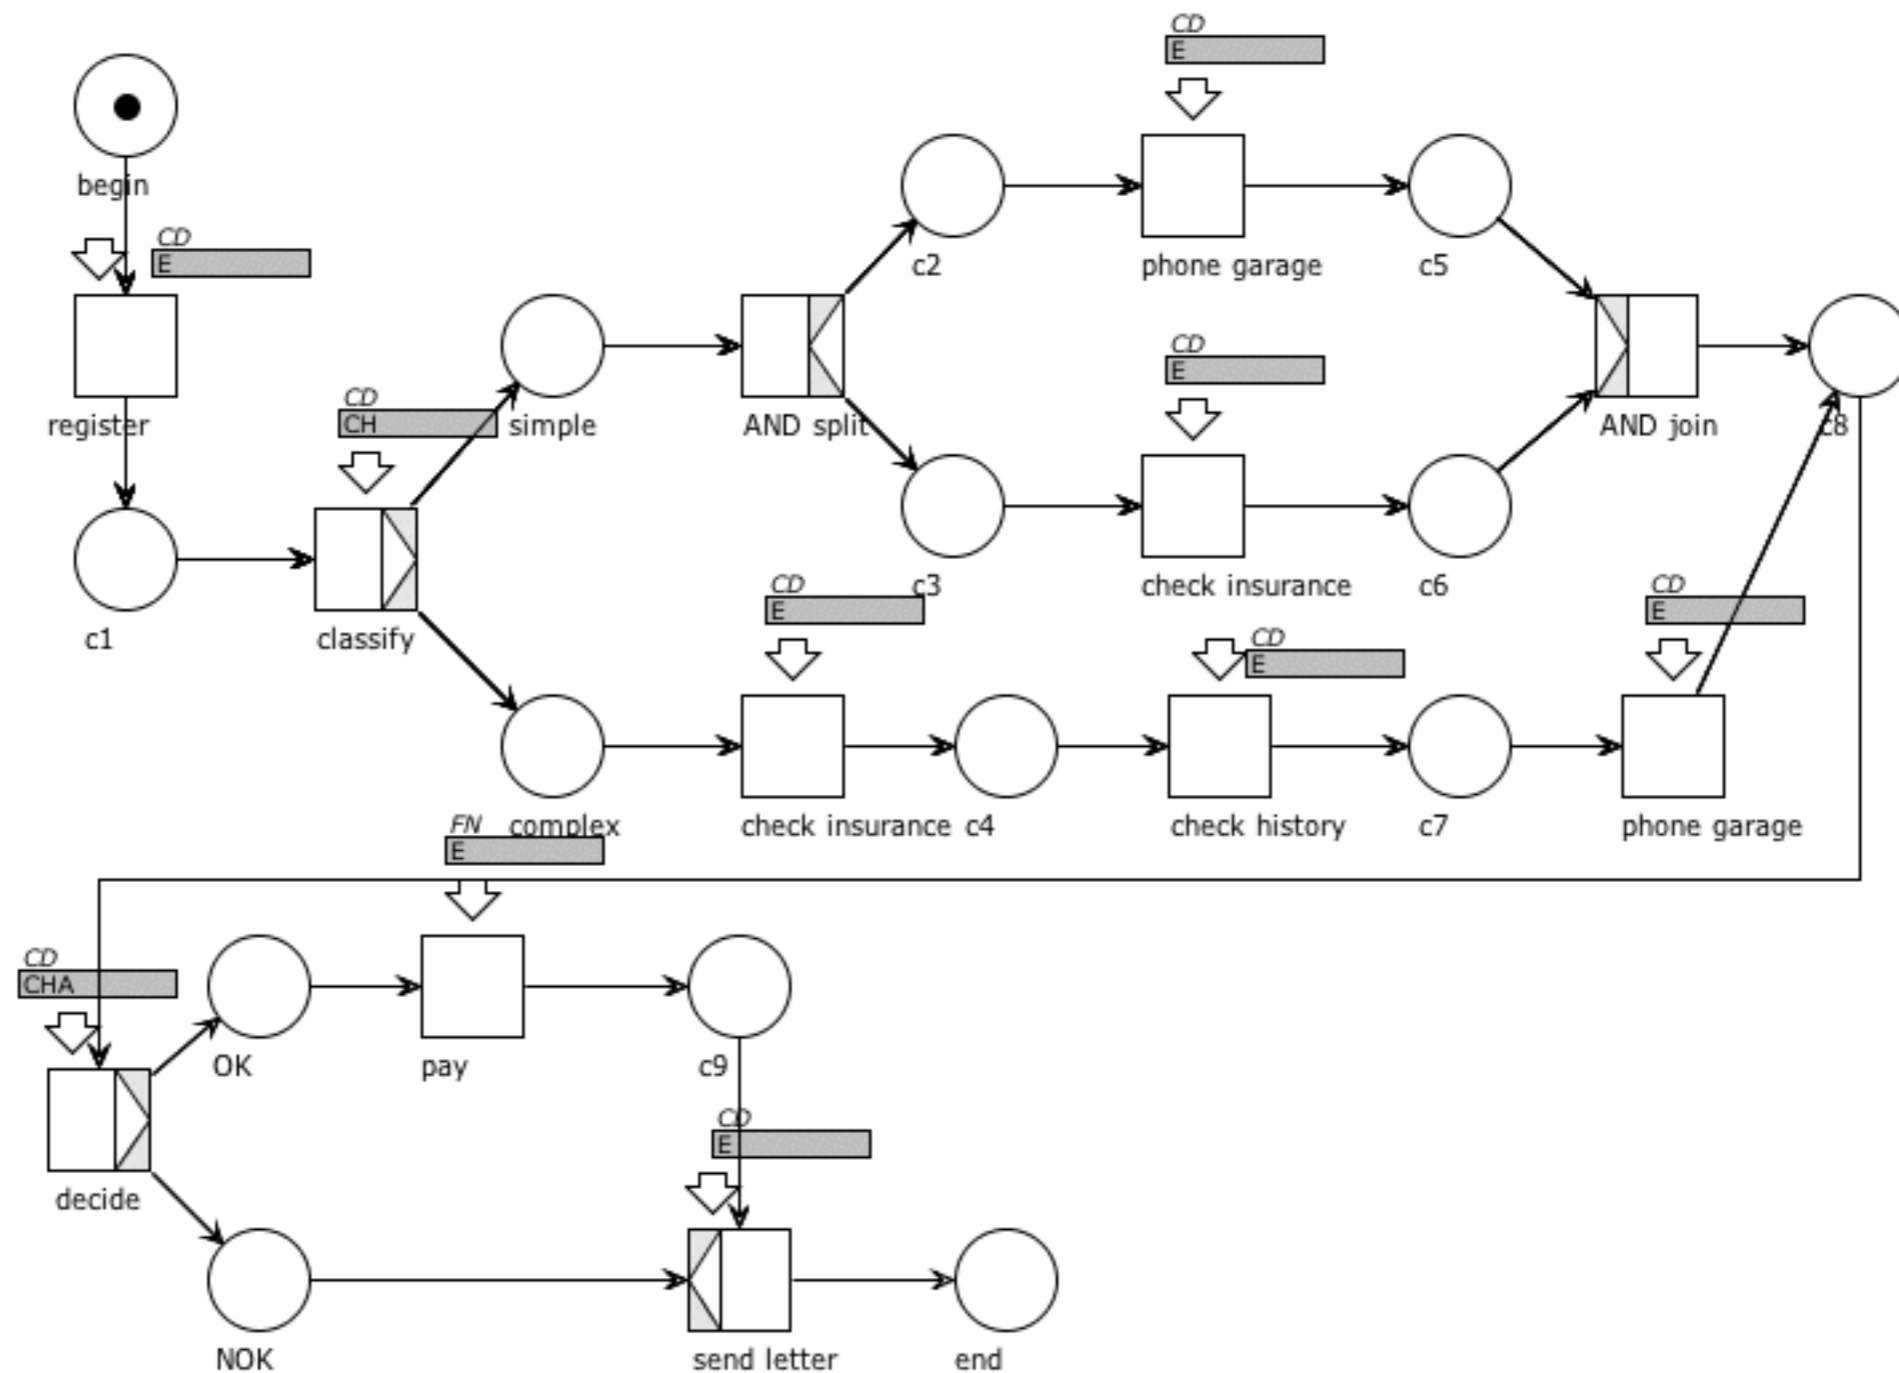 CD
E
begin
CD
E
c2
phone garage
c5
CD
E
CD
CH
register
simple
AND split
AND join
c8
c1
classify
c3
check insurance
c6
CD
E
CD
E
CD
E
complex
check insurance
c4
check history
c7
phone garage
FN
E
CD
CHA
OK
pay
c9
CD
E
decide
NOK
send letter
end